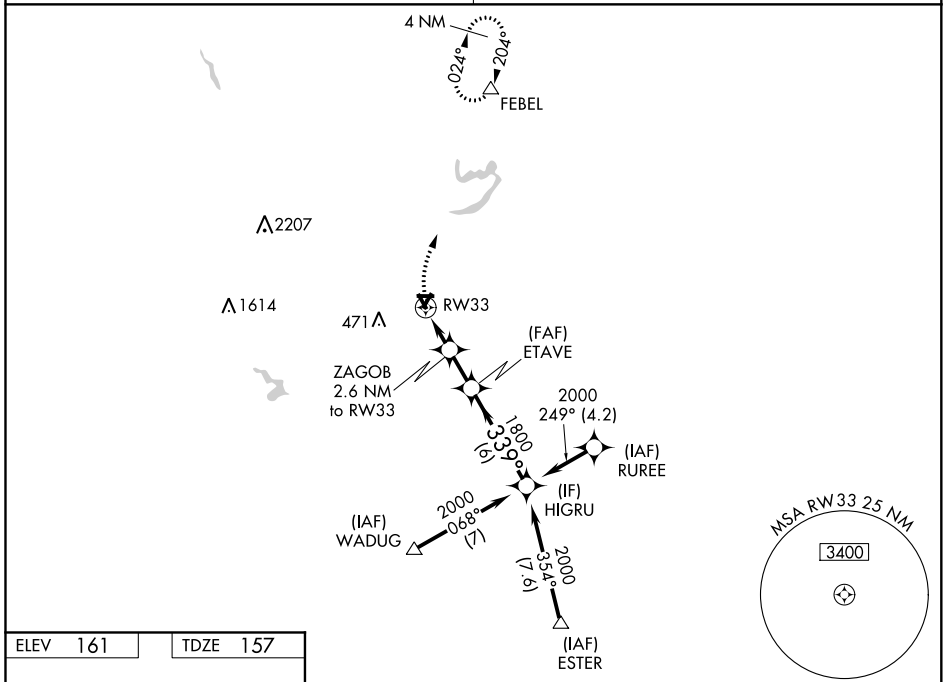 4 NM
024°
204°
FEBEL
2207
1614
471
RW33
(FAF)
ETAVE
ZAGOB
2.6 NM
to RW33
2000
249° (4.2)
(IAF)
RUREE
1800
339°
(6)
(IF)
HIGRU
2000
068°
(7)
(IAF)
WADUG
2000
354°
(7.6)
(IAF)
ESTER
MSA RW33 25 NM
3400
ELEV 161
TDZE 157